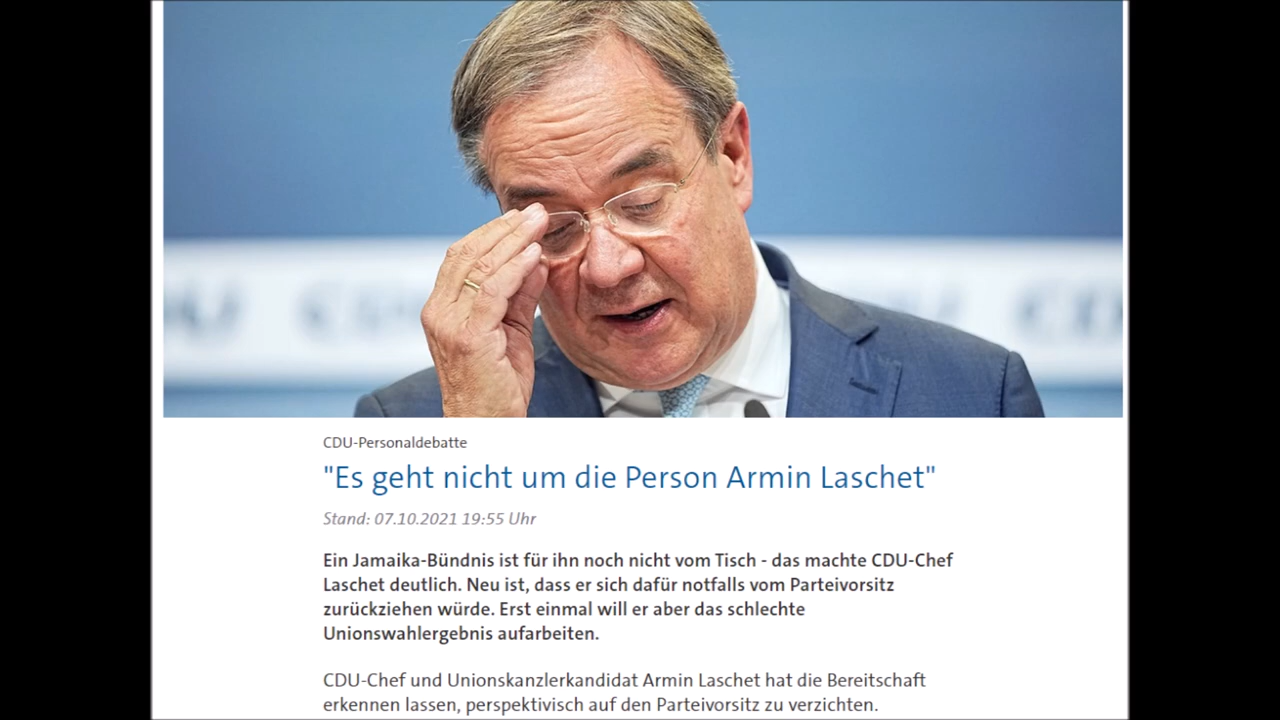 CDU-Personaldebatte
"Es geht nicht um die Person Armin Laschet"
Stand: 07.10.2021 19:55 Uhr
Ein Jamaika-Bündnis ist für ihn noch nicht vom Tisch - das machte CDU-Chef
Laschet deutlich. Neu ist, dass er sich dafür notfalls vom Parteivorsitz
zurückziehen würde. Erst einmal will er aber das schlechte
Unionswahlergebnis aufarbeiten.
CDU-Chef und Unionskanzlerkandidat Armin Laschet hat die Bereitschaft
erkennen lassen, perspektivisch auf den Parteivorsitz zu verzichten.